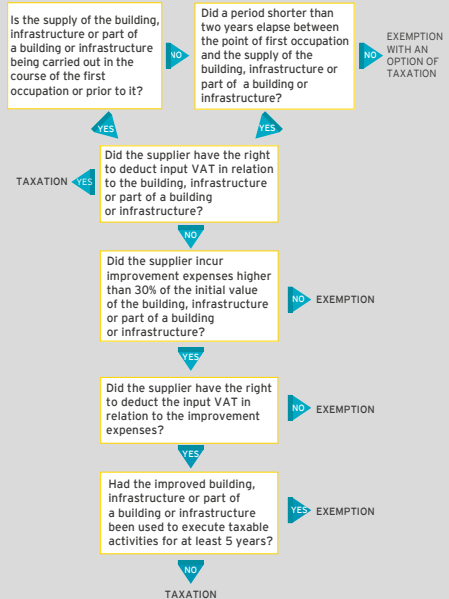 Is the supply of the building,
infrastructure or part of
a building or infrastructure
being carried out in the
course of the first
occupation or prior to it?
NO
Did a period shorter than
two years elapse between
the point of first occupation
and the supply of the
building, infrastructure or
part of a building or
infrastructure?
NO
EXEMPTION
WITH AN
OPTION OF
TAXATION
YES
YES
Did the supplier have the right
to deduct input VAT in relation
to the building, infrastructure
or part of a building
or infrastructure?
YES
TAXATION
NO
Did the supplier incur
improvement expenses higher
than 30% of the initial value
of the building, infrastructure
or part of a building
or infrastructure?
NO
EXEMPTION
YES
Did the supplier have the right
to deduct the input VAT in
relation to the improvement
expenses?
NO
EXEMPTION
YES
Had the improved building,
infrastructure or part of
a building or infrastructure
been used to execute taxable
activities for at least 5 years?
YES
EXEMPTION
NO
TAXATION